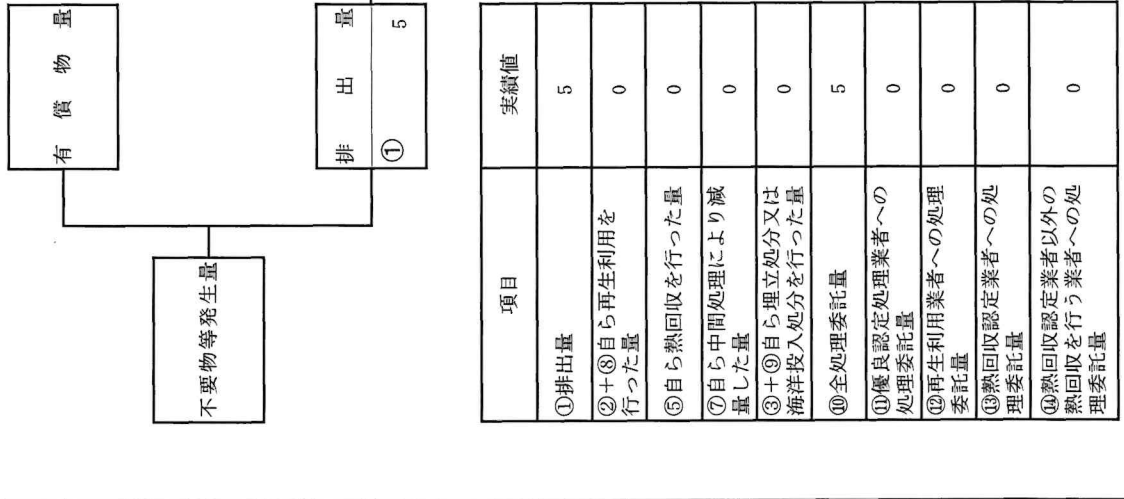 有償物量
不要物等発生量
排出量
① 5
項目 実績値
①排出量 5
②+⑧自ら再生利用を
行った量 0
⑤自ら熱回収を行った量 0
⑦自ら中間処理により減
量した量 0
③+⑨自ら埋立処分又は
海洋投入処分を行った量 0
⑩全処理委託量 5
⑪優良認定処理業者への
処理委託量 0
⑫再生利用業者への処理
委託量 0
⑬熱回収認定業者への処
理委託量 0
⑭熱回収認定業者以外の
熱回収を行う業者への処
理委託量 0